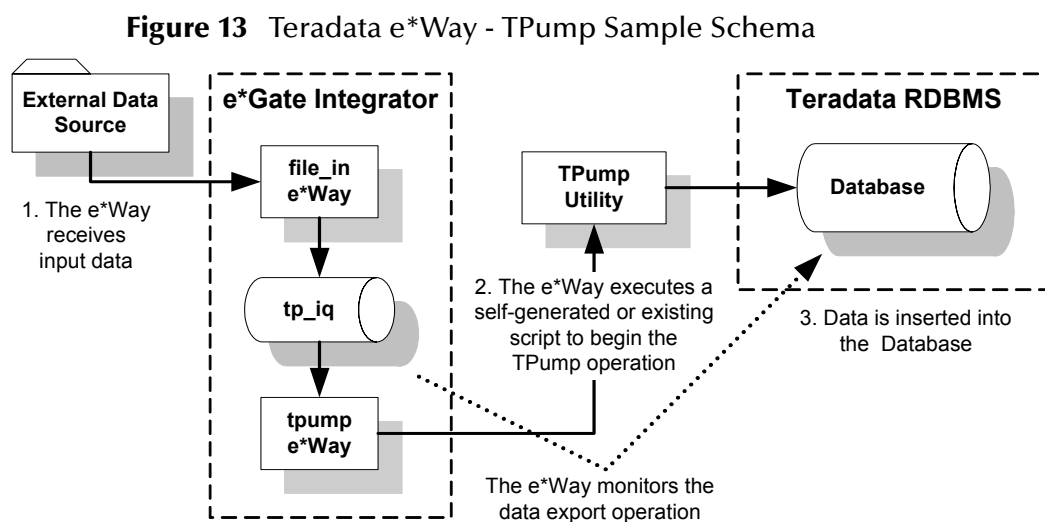 Figure 13 Teradata e*Way - TPump Sample Schema
External Data
Source
e*Gate Integrator
Teradata RDBMS
file_in
e*Way
TPump
Utility
Database
1. The e*Way
receives
input data
tp_iq
2. The e*Way executes a
self-generated or existing
script to begin the
TPump operation
3. Data is inserted into
the Database
tpump
e*Way
The e*Way monitors the
data export operation